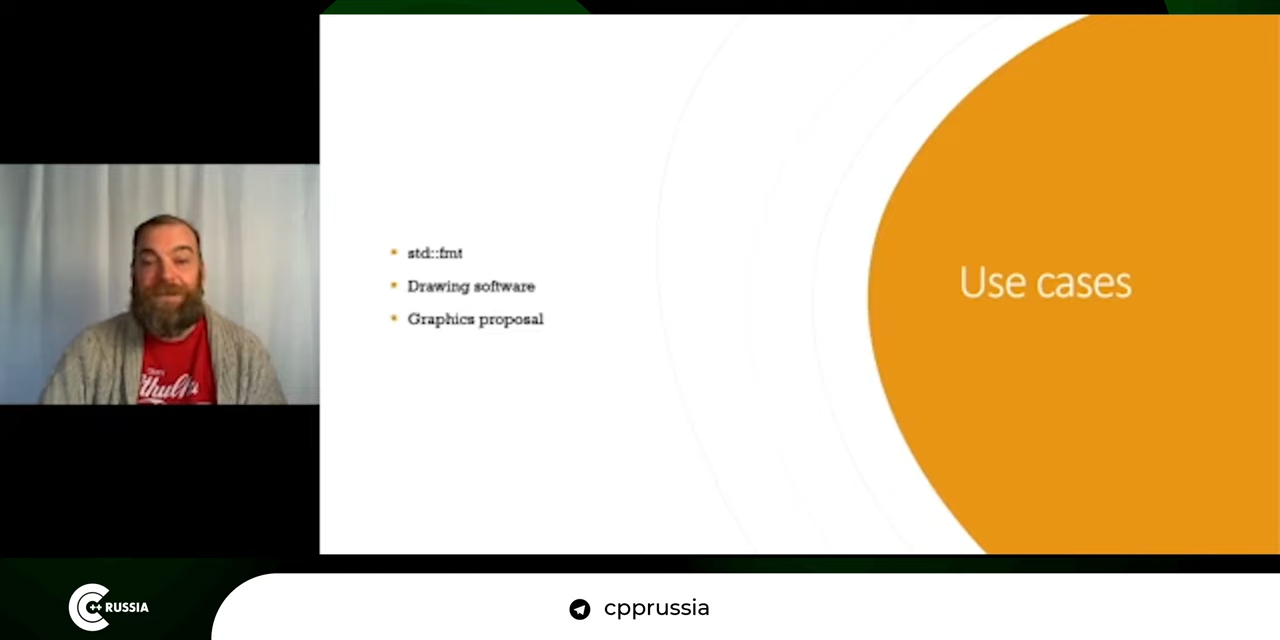 std::fmt
Drawing software
Graphics proposal
Use cases
C++ RUSSIA
cpprussia